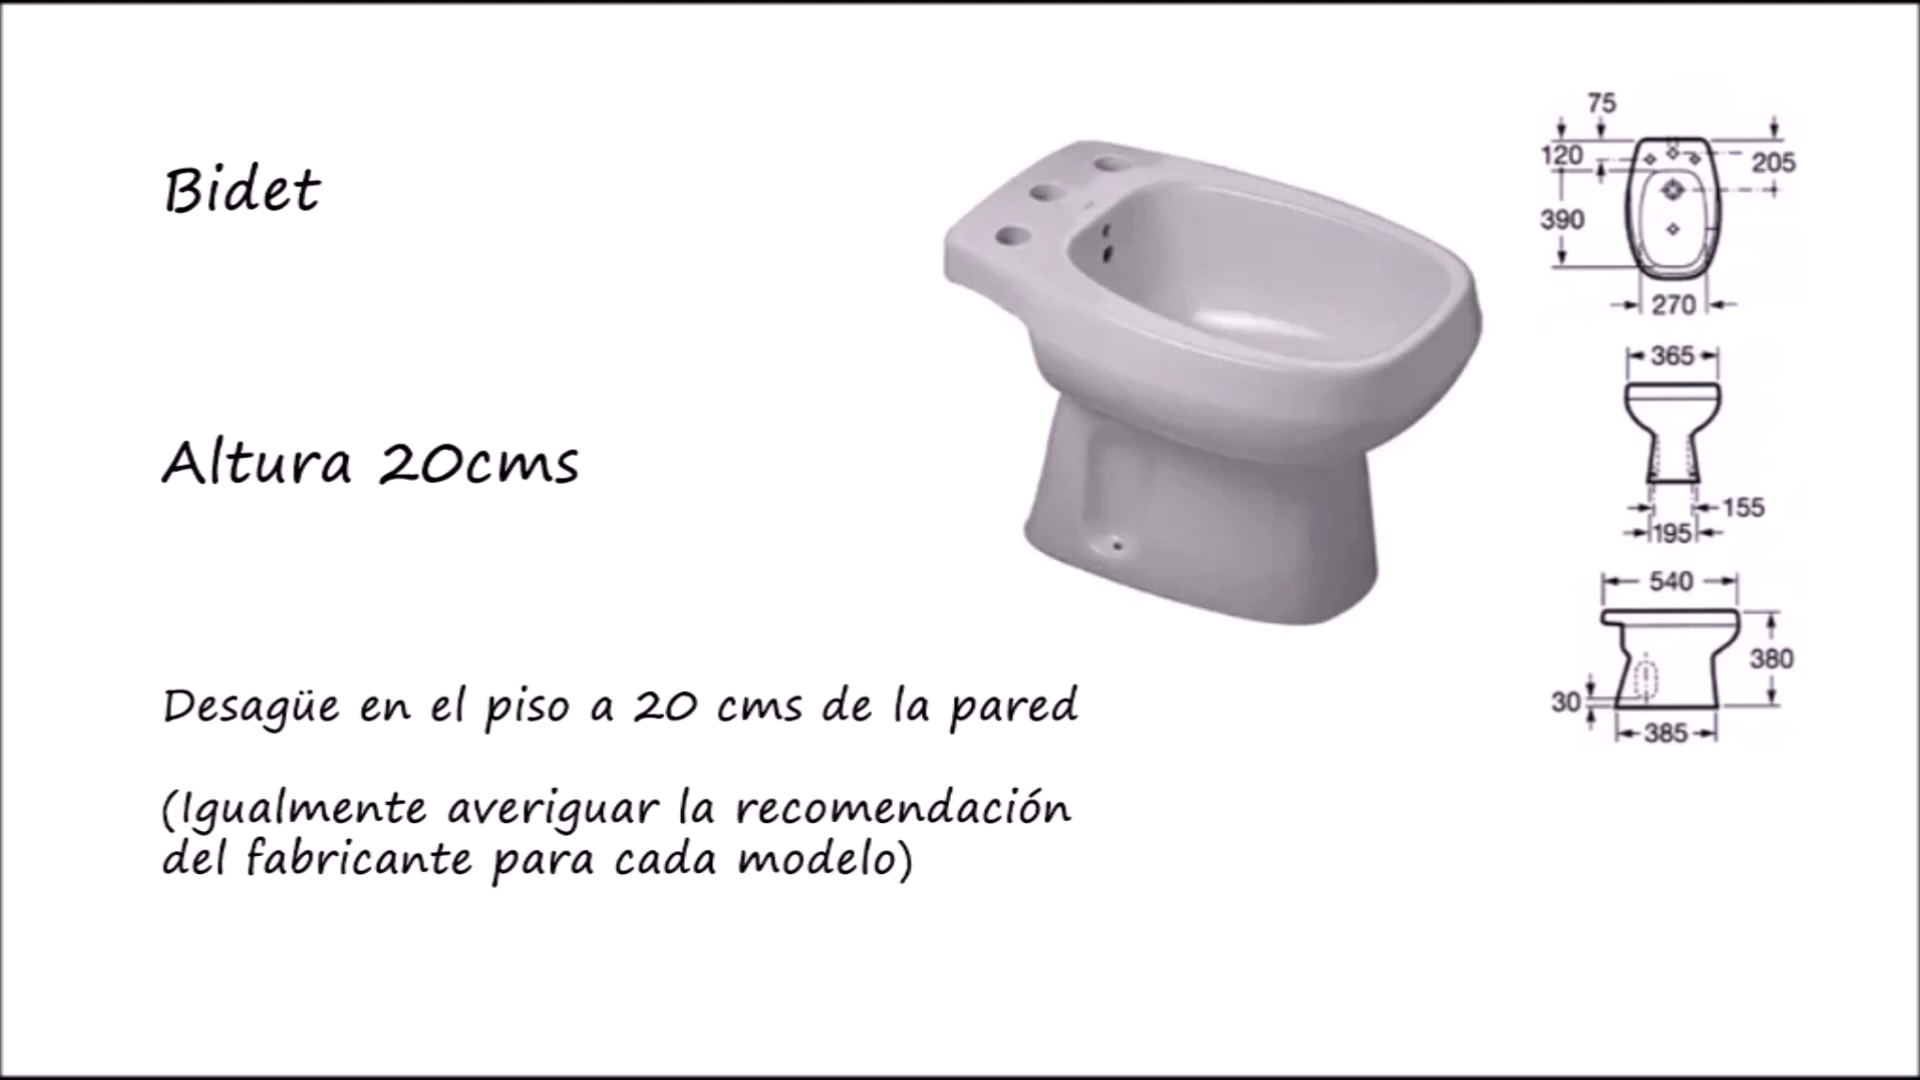 Bidet
Altura 20cms
Desagüe en el piso a 20 cms de la pared
(Igualmente averiguar la recomendación
del fabricante para cada modelo)
75
120
205
390
270
365
155
195
540
380
30
385